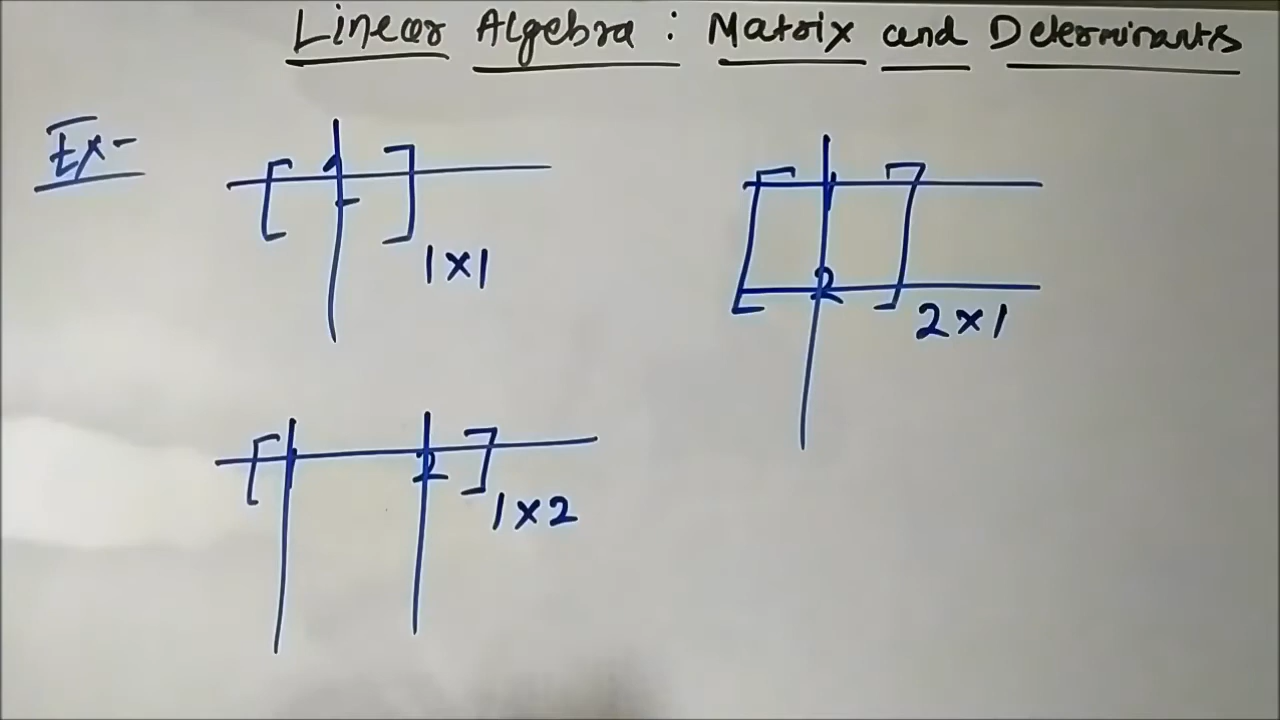 Linear Algebra : Matrix and Determinants
Ex-
[ 1 ] 1×1
[ 1
2 ] 2×1
[ 1 2 ] 1×2